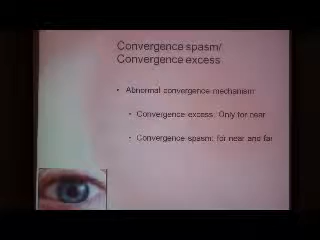 Convergence spasm/
Convergence excess
• Abnormal convergence mechanism
• Convergence excess: Only for near
• Convergence spasm: for near and far